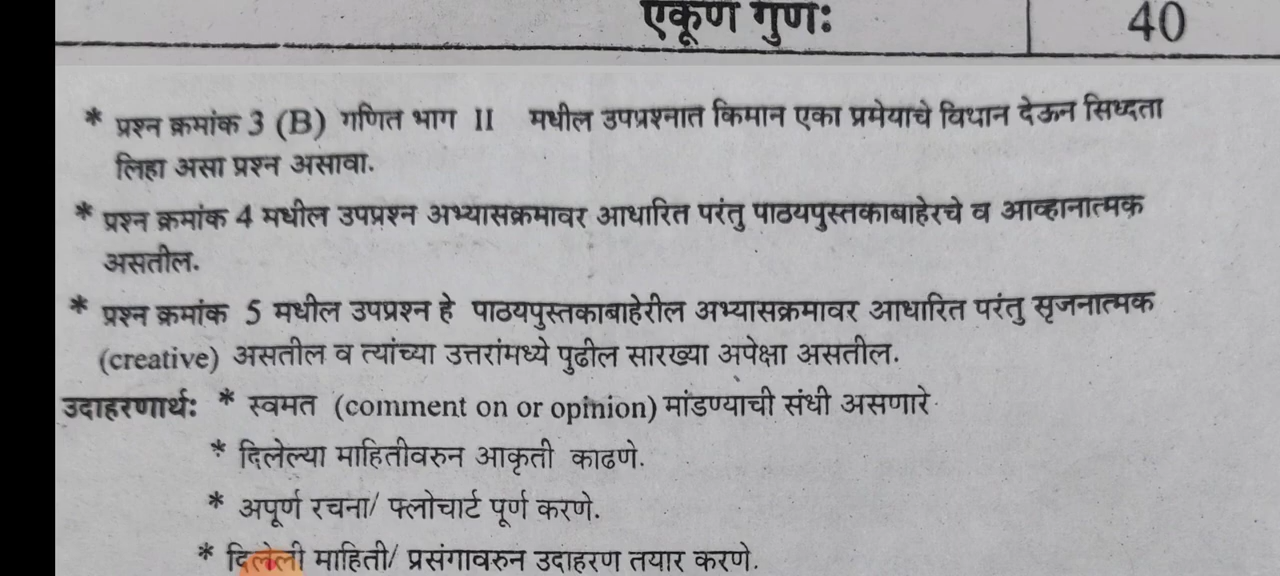 एकूण गुणः 40
* प्रश्न क्रमांक 3 (B) गणित भाग II मधील उपप्रश्नात किमान एका प्रमेयाचे विधान देऊन सिध्दता
लिहा असा प्रश्न असावा.
* प्रश्न क्रमांक 4 मधील उपप्रश्न अभ्यासक्रमावर आधारित परंतु पाठयपुस्तकाबाहेरचे व आव्हानात्मक
असतील.
* प्रश्न क्रमांक 5 मधील उपप्रश्न हे पाठयपुस्तकाबाहेरील अभ्यासक्रमावर आधारित परंतु सृजनात्मक
(creative) असतील व त्यांच्या उत्तरांमध्ये पुढील सारख्या अपेक्षा असतील.
उदाहरणार्थः * स्वमत (comment on or opinion) मांडण्याची संधी असणारे
* दिलेल्या माहितीवरुन आकृती काढणे.
* अपूर्ण रचना/ फ्लोचार्ट पूर्ण करणे.
* दिलेली माहिती/ प्रसंगावरुन उदाहरण तयार करणे.